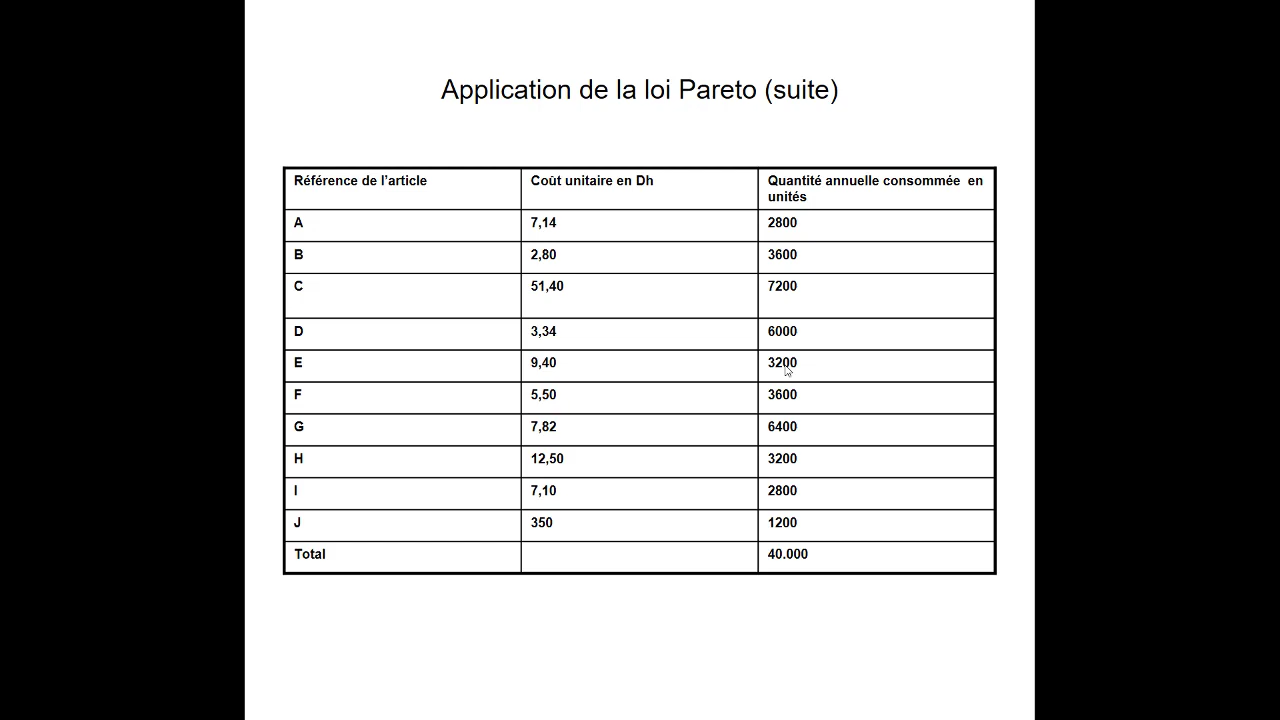 Application de la loi Pareto (suite)
Référence de l’article Coût unitaire en Dh Quantité annuelle consommée en
unités
A 7,14 2800
B 2,80 3600
C 51,40 7200
D 3,34 6000
E 9,40 3200
F 5,50 3600
G 7,82 6400
H 12,50 3200
I 7,10 2800
J 350 1200
Total 40.000